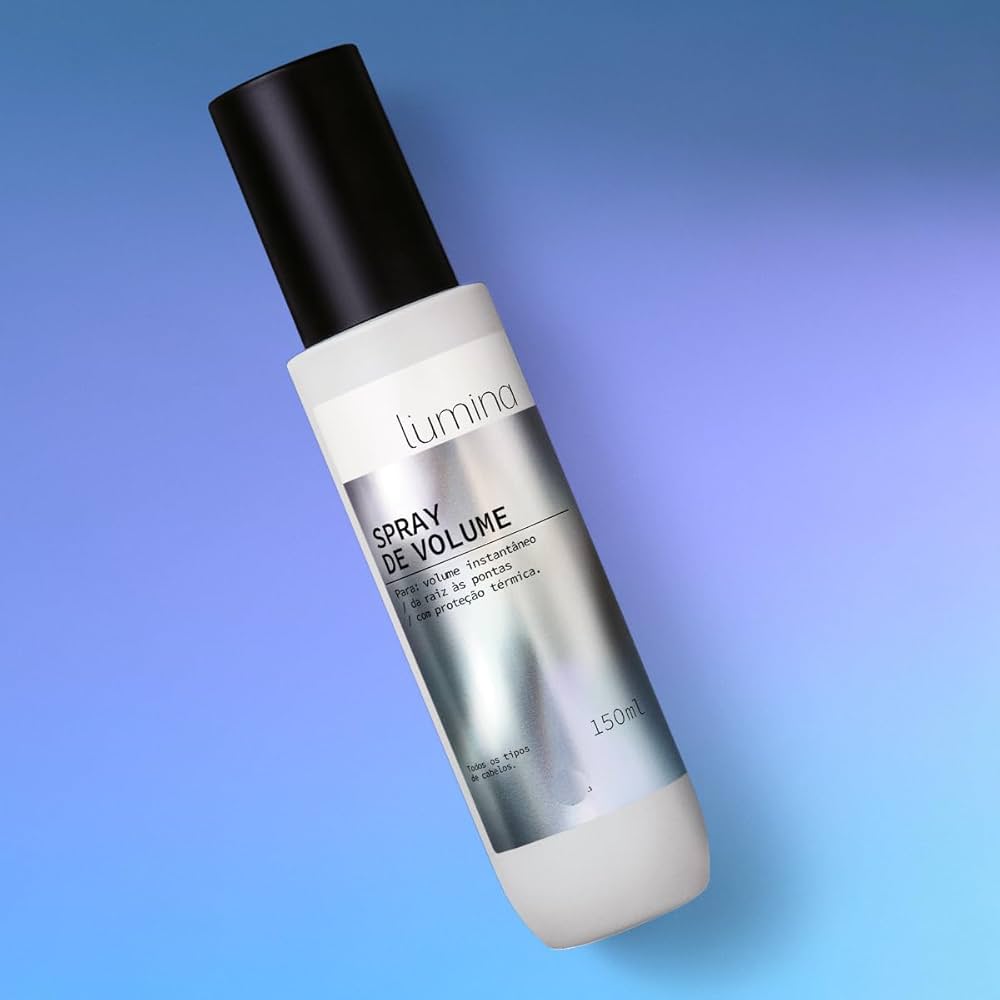 lumina
SPRAY
DE VOLUME
Para: volume instantâneo
/ da raiz às pontas
/ com proteção térmica.
150ml
Todos os tipos
de cabelos.